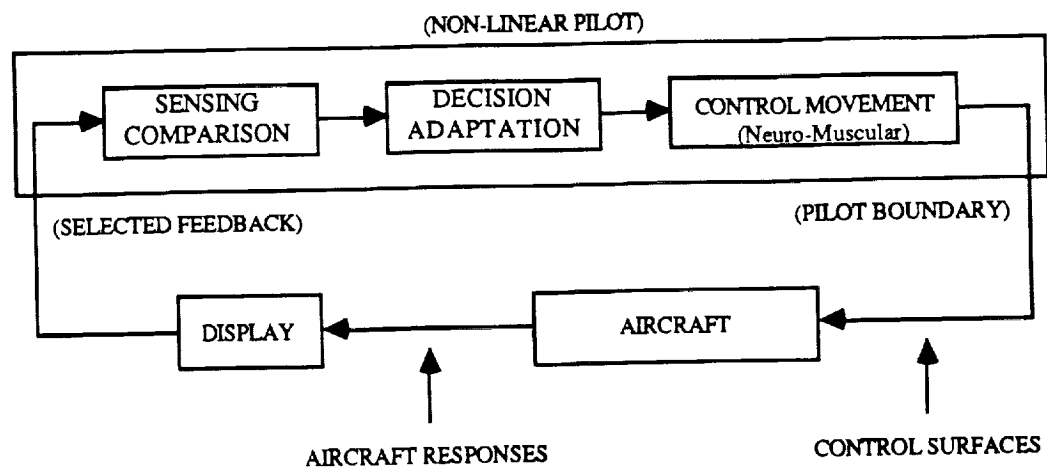 (NON-LINEAR PILOT)
SENSING
COMPARISON
DECISION
ADAPTATION
CONTROL MOVEMENT
(Neuro-Muscular)
(SELECTED FEEDBACK)
(PILOT BOUNDARY)
DISPLAY
AIRCRAFT
AIRCRAFT RESPONSES
CONTROL SURFACES